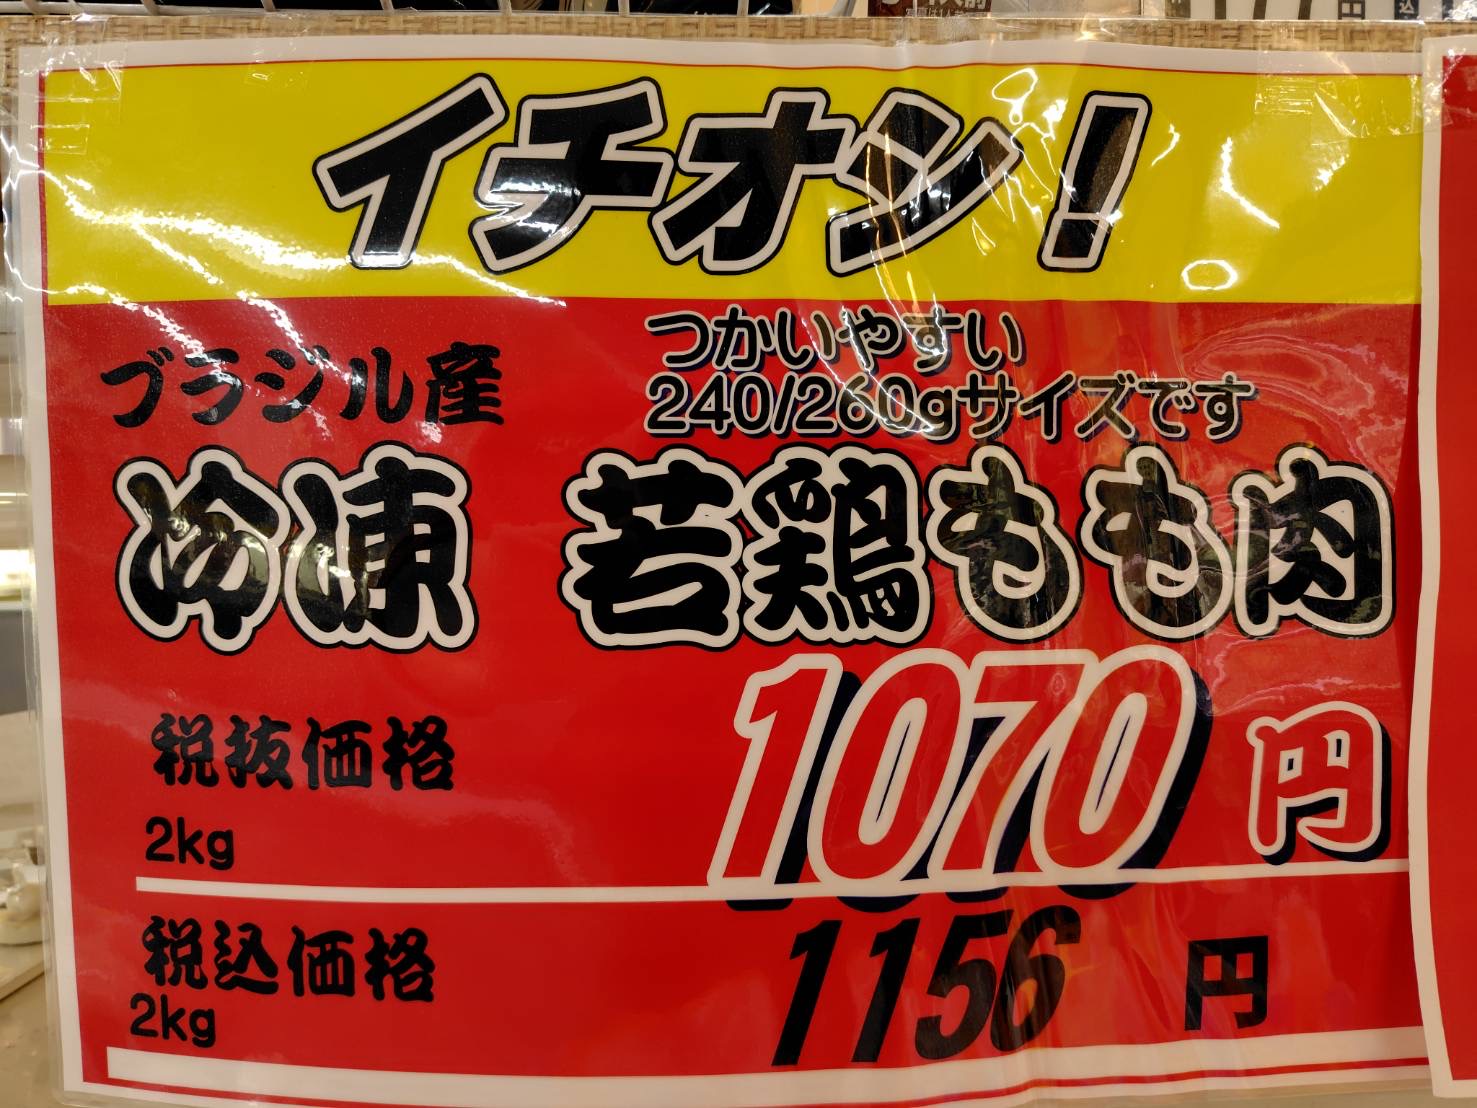 イチオシ！
つかいやすい
ブラジル産
240/260gサイズです
冷凍 若鶏もも肉
税抜価格
1070円
2kg
税込価格
1156円
2kg